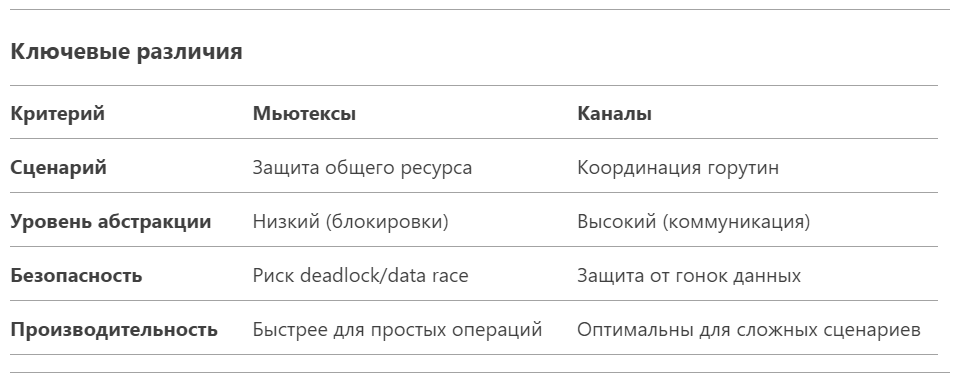 Ключевые различия
Критерий Мьютексы Каналы
Сценарий Защита общего ресурса Координация горутин
Уровень абстракции Низкий (блокировки) Высокий (коммуникация)
Безопасность Риск deadlock/data race Защита от гонок данных
Производительность Быстрее для простых операций Оптимальны для сложных сценариев